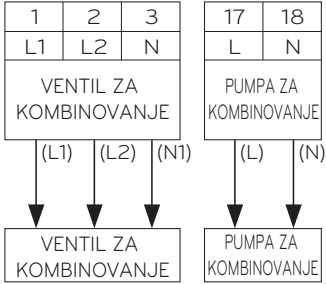 1 2 3 17 18
L1 L2 N L N
VENTIL ZA KOMBINOVANJE
PUMPA ZA KOMBINOVANJE
(L1) (L2) (N1) (L) (N)
VENTIL ZA KOMBINOVANJE
PUMPA ZA KOMBINOVANJE